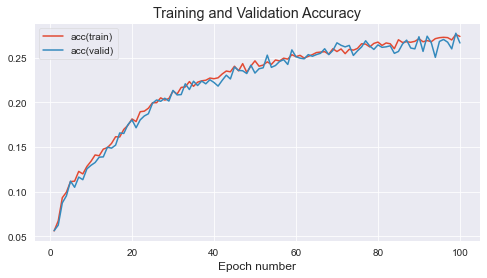 Training and Validation Accuracy
acc(train)
acc(valid)
0.25
0.20
0.15
0.10
0.05
0 20 40 60 80 100
Epoch number